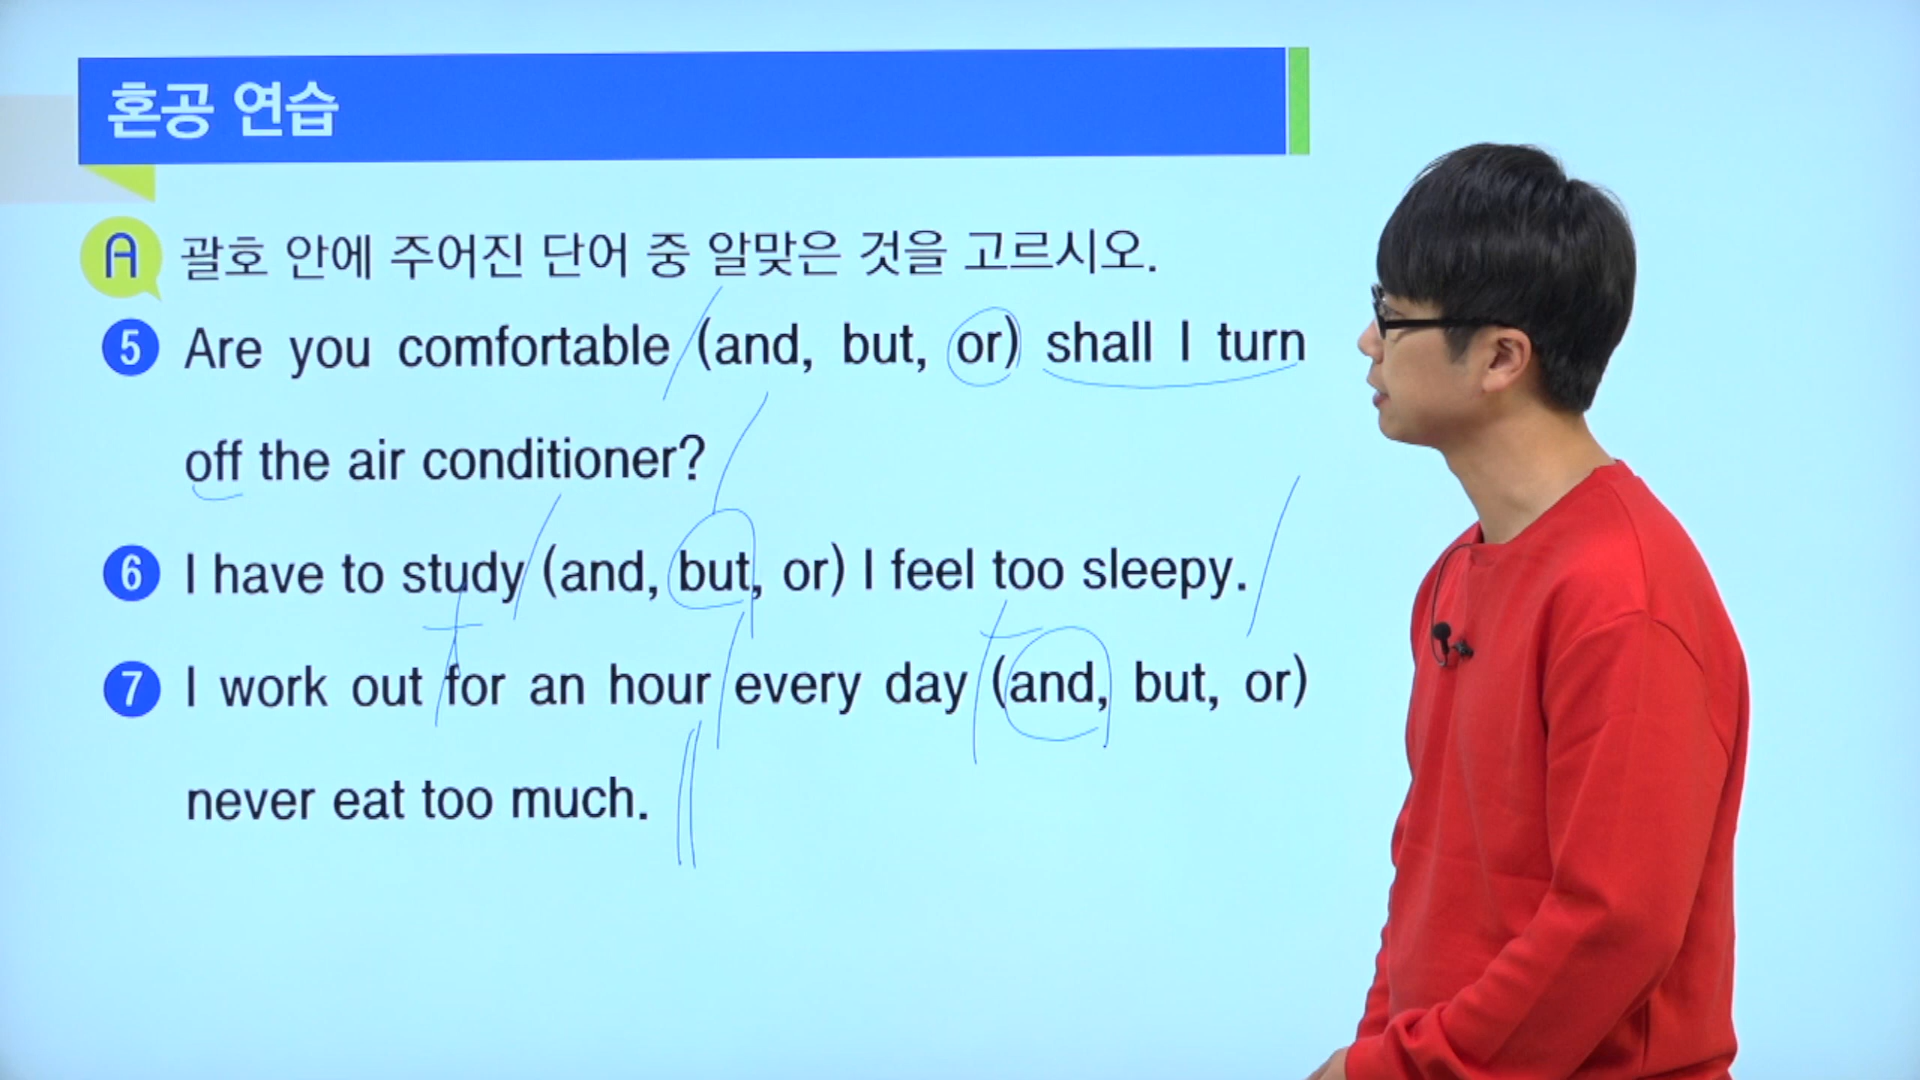 혼공 연습
A 괄호 안에 주어진 단어 중 알맞은 것을 고르시오.
5 Are you comfortable (and, but, or) shall I turn
off the air conditioner?
6 I have to study (and, but, or) I feel too sleepy.
7 I work out for an hour every day (and, but, or)
never eat too much.